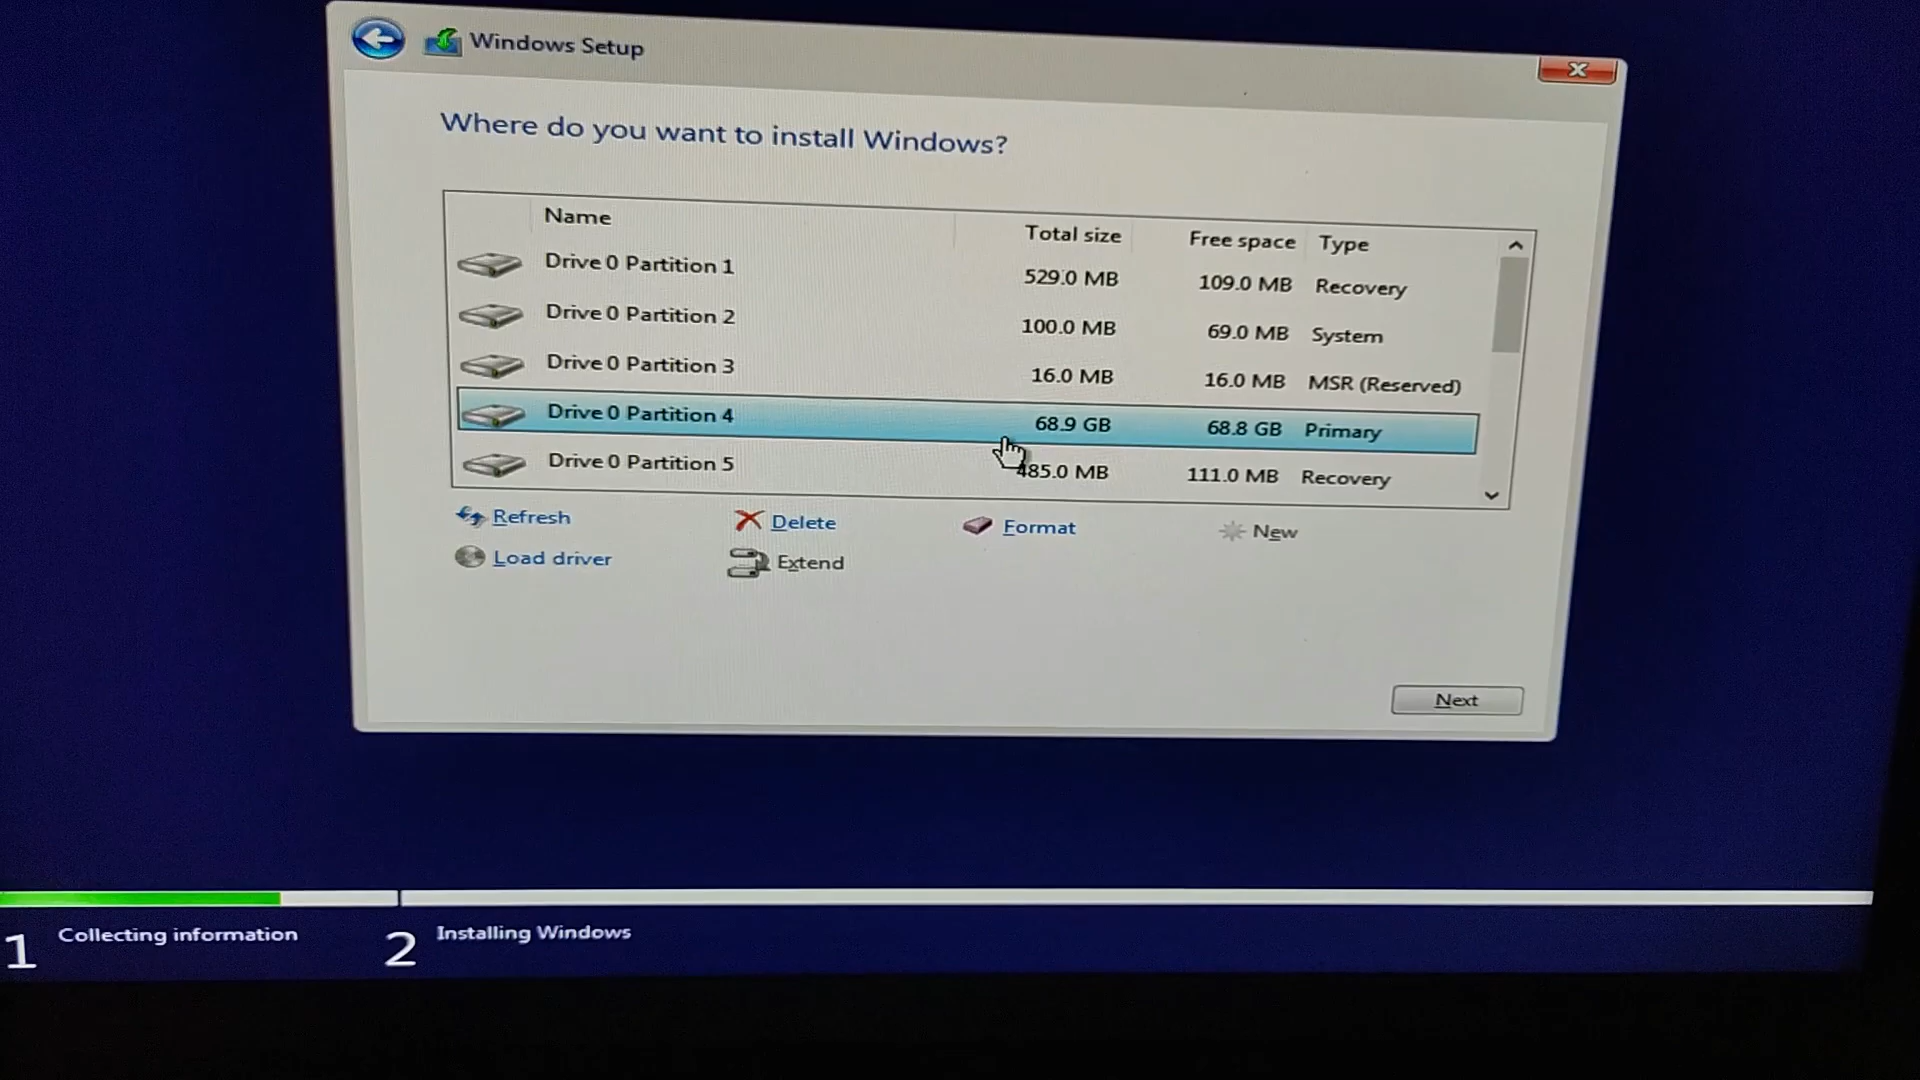 Windows Setup
Where do you want to install Windows?
Name Total size Free space Type
Drive 0 Partition 1 529.0 MB 109.0 MB Recovery
Drive 0 Partition 2 100.0 MB 69.0 MB System
Drive 0 Partition 3 16.0 MB 16.0 MB MSR (Reserved)
Drive 0 Partition 4 68.9 GB 68.8 GB Primary
Drive 0 Partition 5 485.0 MB 111.0 MB Recovery
Refresh Delete Format New
Load driver Extend
Next
1 Collecting information 2 Installing Windows